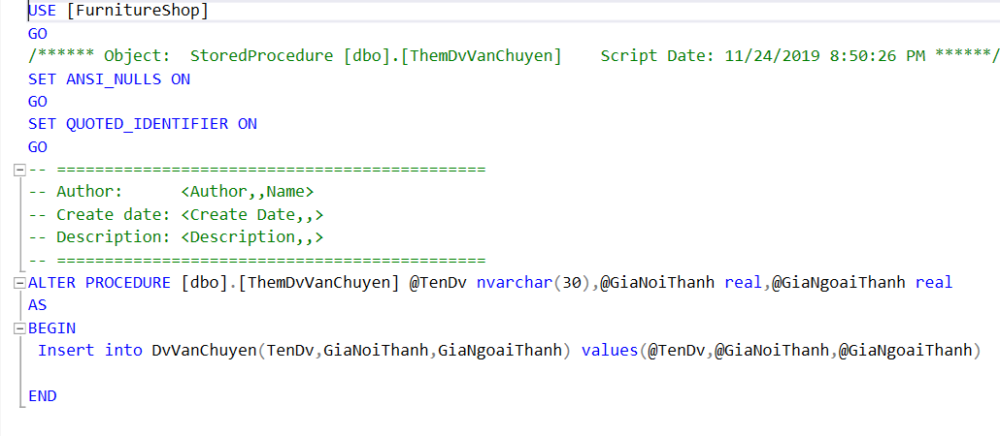 USE [FurnitureShop]
GO
/****** Object:  StoredProcedure [dbo].[ThemDvVanChuyen]    Script Date: 11/24/2019 8:50:26 PM ******/
SET ANSI_NULLS ON
GO
SET QUOTED_IDENTIFIER ON
GO
-- =============================================
-- Author:      <Author,,Name>
-- Create date: <Create Date,,>
-- Description: <Description,,>
-- =============================================
ALTER PROCEDURE [dbo].[ThemDvVanChuyen] @TenDv nvarchar(30),@GiaNoiThanh real,@GiaNgoaiThanh real
AS
BEGIN
 Insert into DvVanChuyen(TenDv,GiaNoiThanh,GiaNgoaiThanh) values(@TenDv,@GiaNoiThanh,@GiaNgoaiThanh)
END